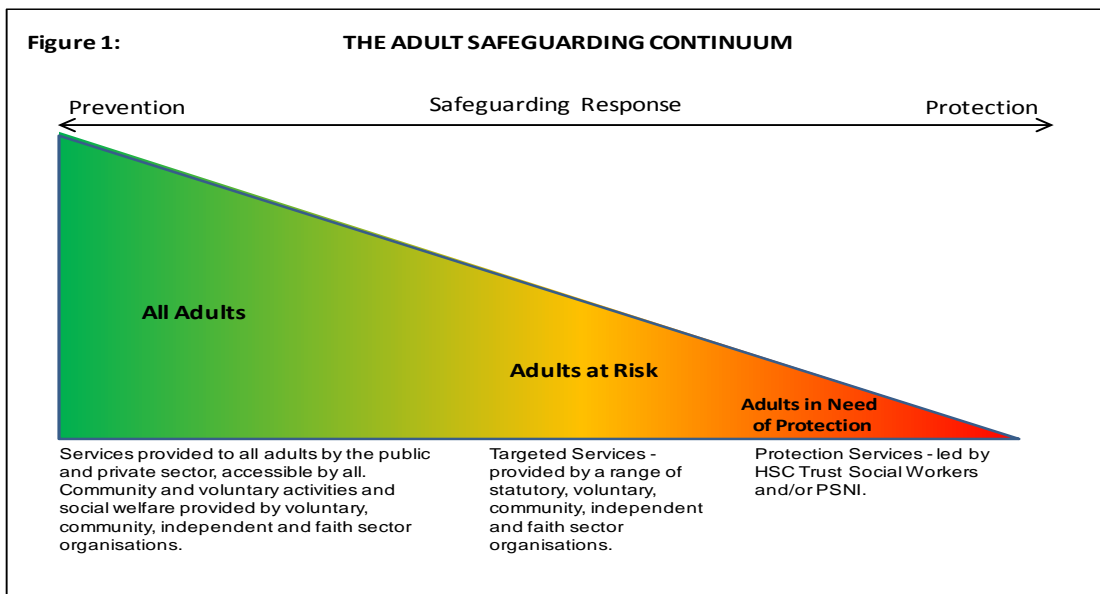 Figure 1: THE ADULT SAFEGUARDING CONTINUUM
Prevention Safeguarding Response Protection
All Adults
Adults at Risk
Adults in Need
of Protection
Services provided to all adults by the public
and private sector, accessible by all.
Community and voluntary activities and
social welfare provided by voluntary,
community, independent and faith sector
organisations.
Targeted Services -
provided by a range of
statutory, voluntary,
community, independent
and faith sector
organisations.
Protection Services - led by
HSC Trust Social Workers
and/or PSNI.